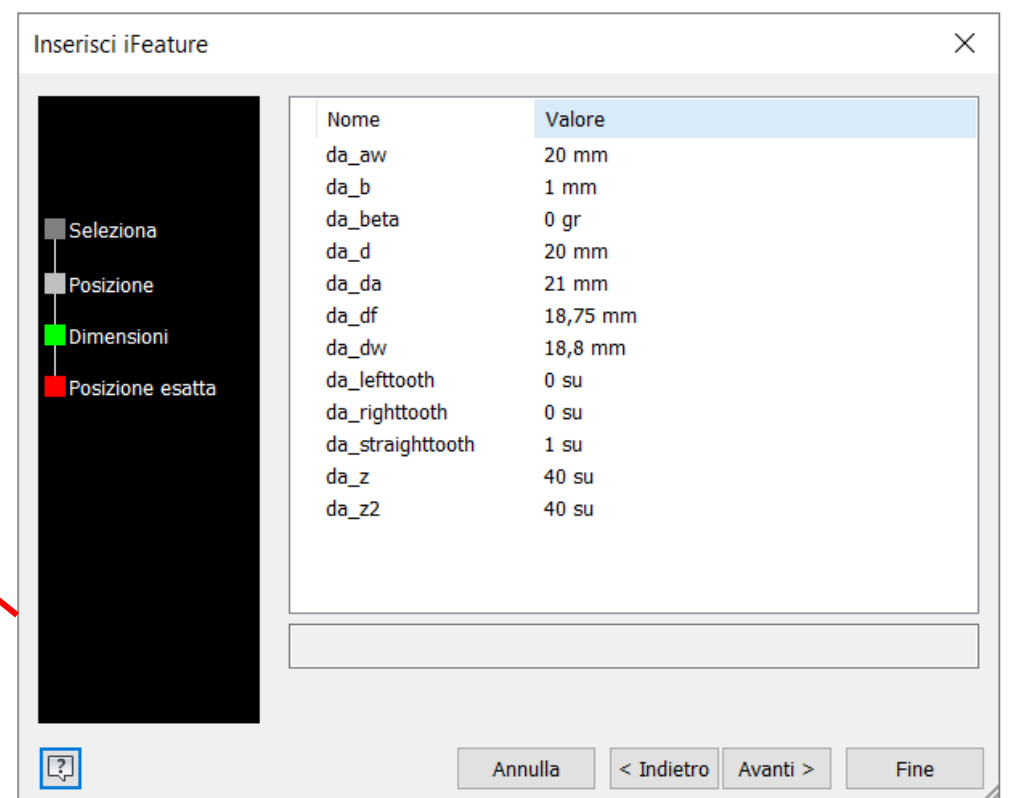 Inserisci iFeature
Seleziona
Posizione
Dimensioni
Posizione esatta
Nome Valore
da_aw 20 mm
da_b 1 mm
da_beta 0 gr
da_d 20 mm
da_da 21 mm
da_df 18,75 mm
da_dw 18,8 mm
da_lefttooth 0 su
da_righttooth 0 su
da_straighttooth 1 su
da_z 40 su
da_z2 40 su
? Annulla < Indietro Avanti > Fine